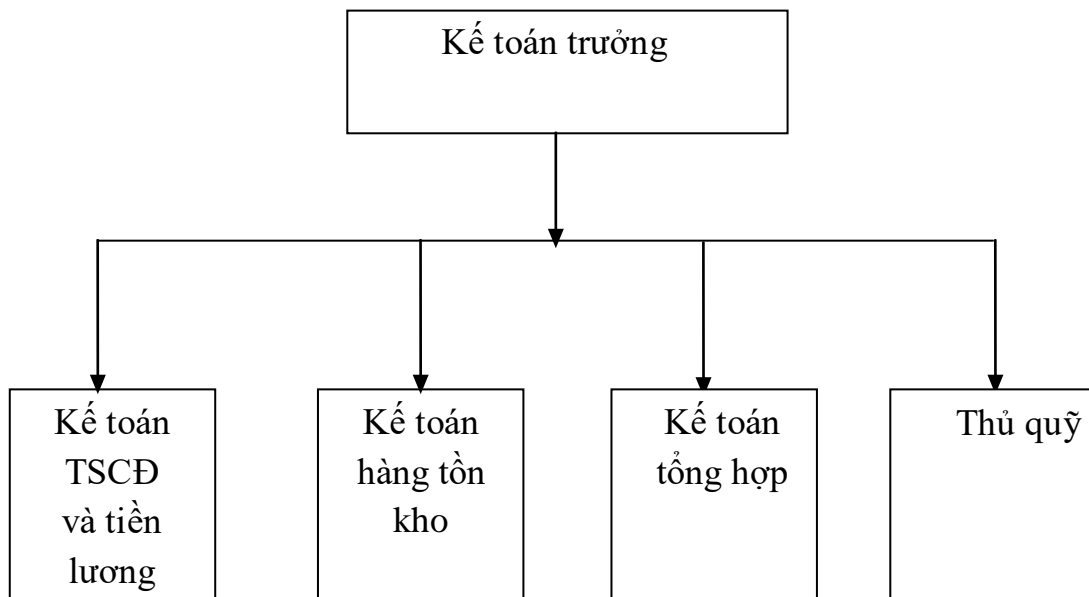 Kế toán trưởng
Kế toán
TSCĐ
và tiền
lương
Kế toán
hàng tồn
kho
Kế toán
tổng hợp
Thủ quỹ